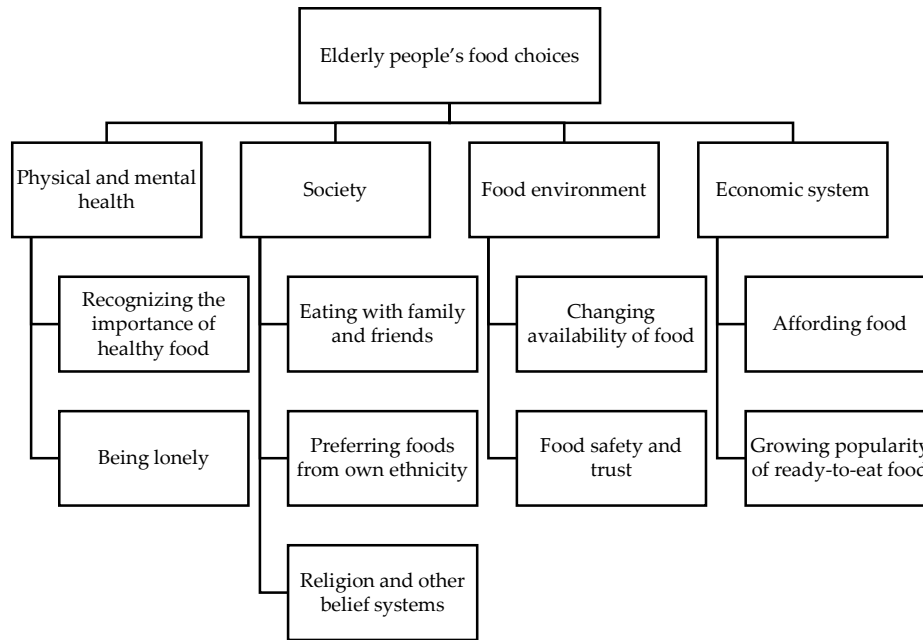 Elderly people’s food choices
Physical and mental
health
Society
Food environment
Economic system
Recognizing the
importance of
healthy food
Eating with family
and friends
Changing
availability of food
Affording food
Being lonely
Preferring foods
from own ethnicity
Food safety and
trust
Growing popularity
of ready-to-eat food
Religion and other
belief systems